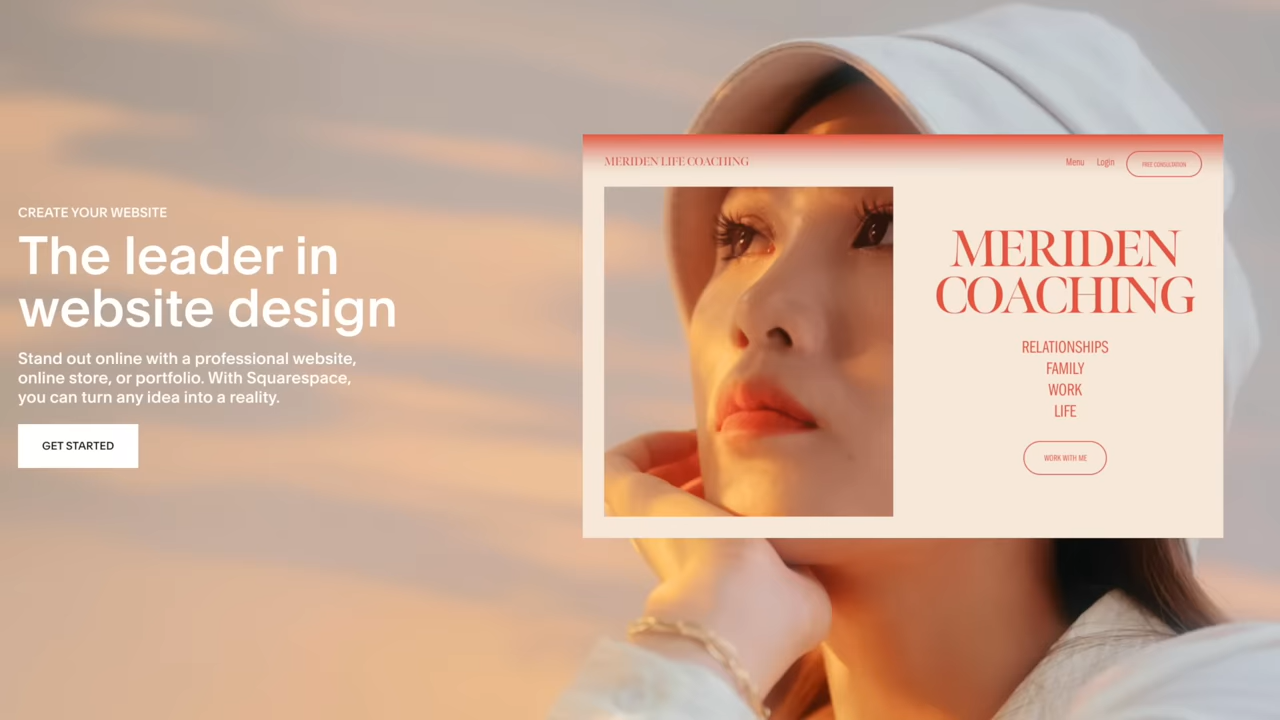 CREATE YOUR WEBSITE
The leader in
website design
Stand out online with a professional website,
online store, or portfolio. With Squarespace,
you can turn any idea into a reality.
GET STARTED
MERIDEN LIFE COACHING
Menu Login FREE CONSULTATION
MERIDEN
COACHING
RELATIONSHIPS
FAMILY
WORK
LIFE
WORK WITH ME